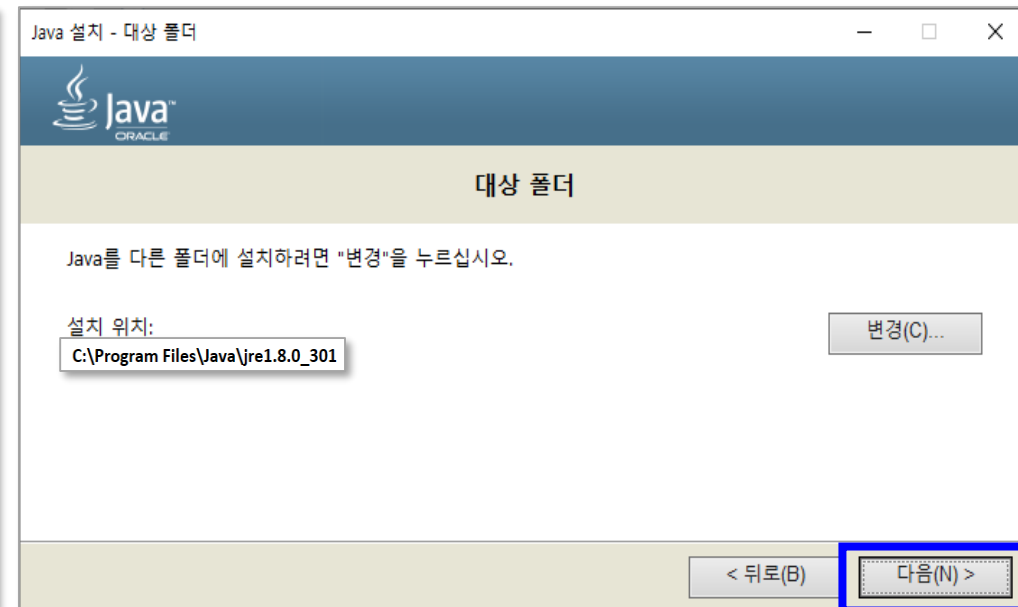 Java 설치 - 대상 폴더
Java™
ORACLE
대상 폴더
Java를 다른 폴더에 설치하려면 "변경"을 누르십시오.
설치 위치:
변경(C)...
C:\Program Files\Java\jre1.8.0_301
< 뒤로(B)
다음(N) >